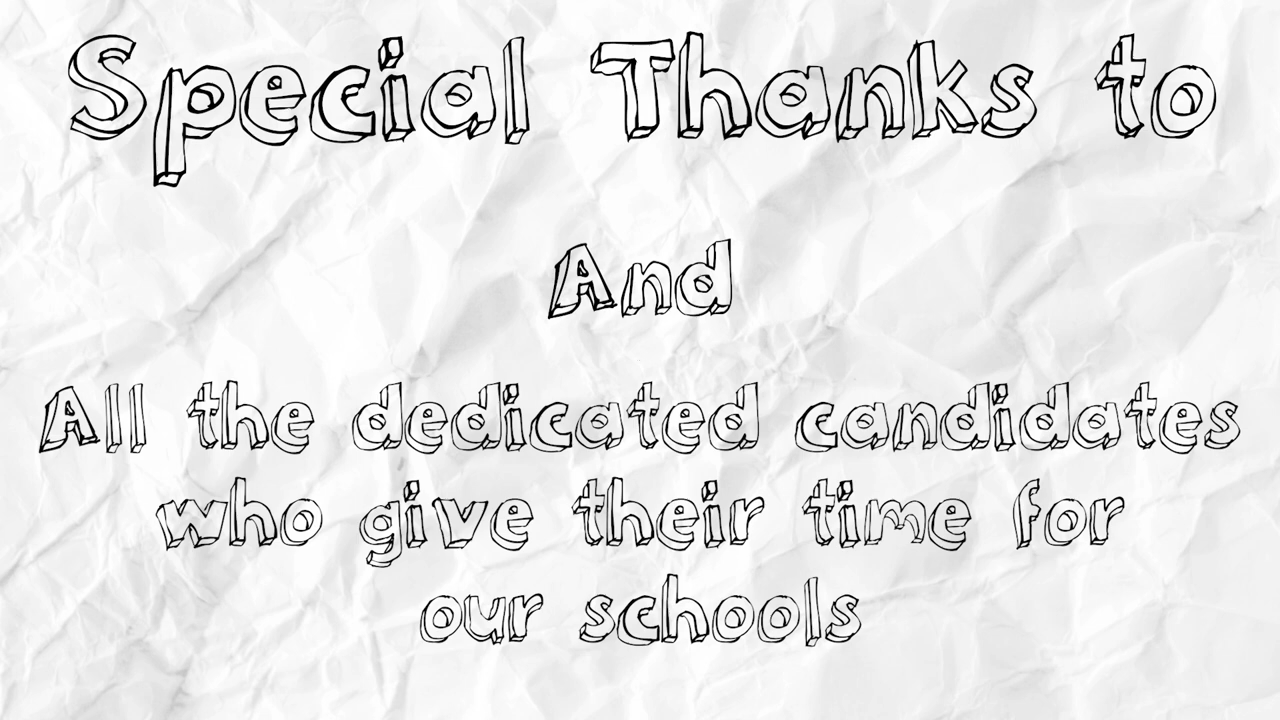 Special Thanks to
And
All the dedicated candidates
who give their time for
our schools